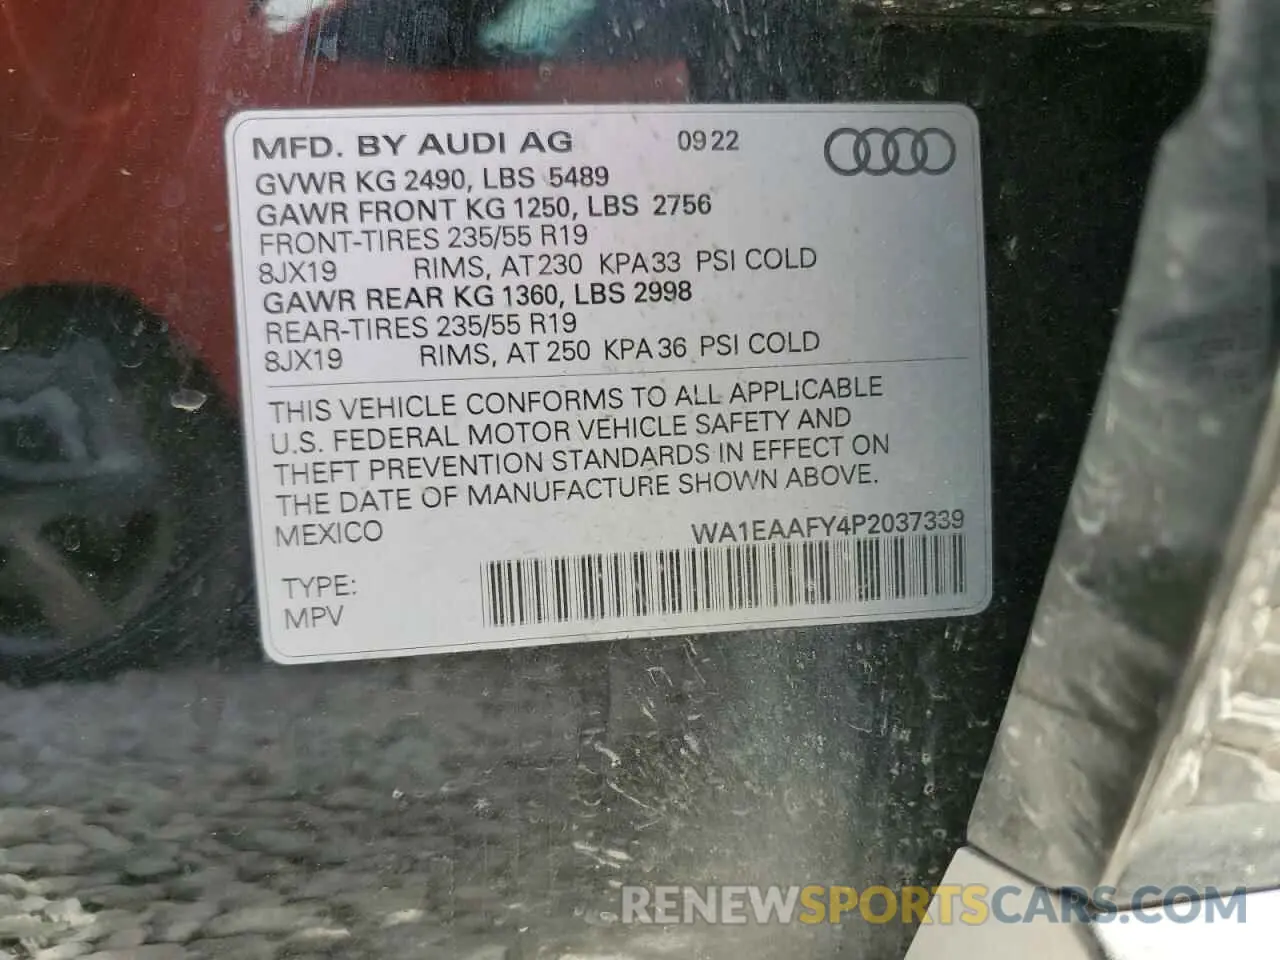 MFD. BY AUDI AG 09 22
GVWR KG 2490, LBS 5489
GAWR FRONT KG 1250, LBS 2756
FRONT-TIRES 235/55 R19
8JX19 RIMS, AT 230 KPA 33 PSI COLD
GAWR REAR KG 1360, LBS 2998
REAR-TIRES 235/55 R19
8JX19 RIMS, AT 250 KPA 36 PSI COLD
THIS VEHICLE CONFORMS TO ALL APPLICABLE
U.S. FEDERAL MOTOR VEHICLE SAFETY AND
THEFT PREVENTION STANDARDS IN EFFECT ON
THE DATE OF MANUFACTURE SHOWN ABOVE.
MEXICO WA1EAAFY4P2037339
TYPE:
MPV
RENEWSPORTSCARS.COM